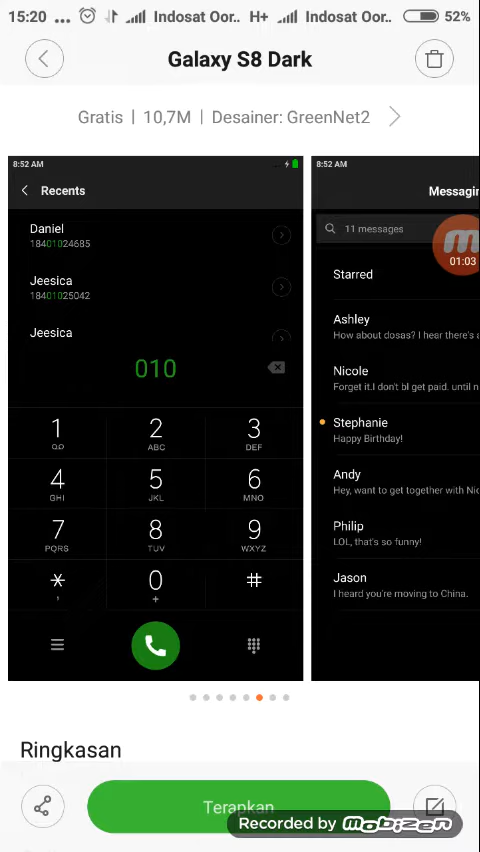 15:20 ... Indosat Oor.. H+ Indosat Oor... 52%
Galaxy S8 Dark
Gratis | 10,7M | Desainer: GreenNet2
8:52 AM
Recents
Daniel
18401024685
Jeesica
18401025042
Jeesica
010
1
2 ABC
3 DEF
4 GHI
5 JKL
6 MNO
7 PQRS
8 TUV
9 WXYZ
* ,
0 +
#
8:52 AM
Messagin
11 messages
01:03
Starred
Ashley
How about dosas? I hear there's a
Nicole
Forget it.I don't bl get paid. until n
Stephanie
Happy Birthday!
Andy
Hey, want to get together with Nic
Philip
LOL, that's so funny!
Jason
I heard you're moving to China.
Ringkasan
Terapkan
Recorded by mobizen